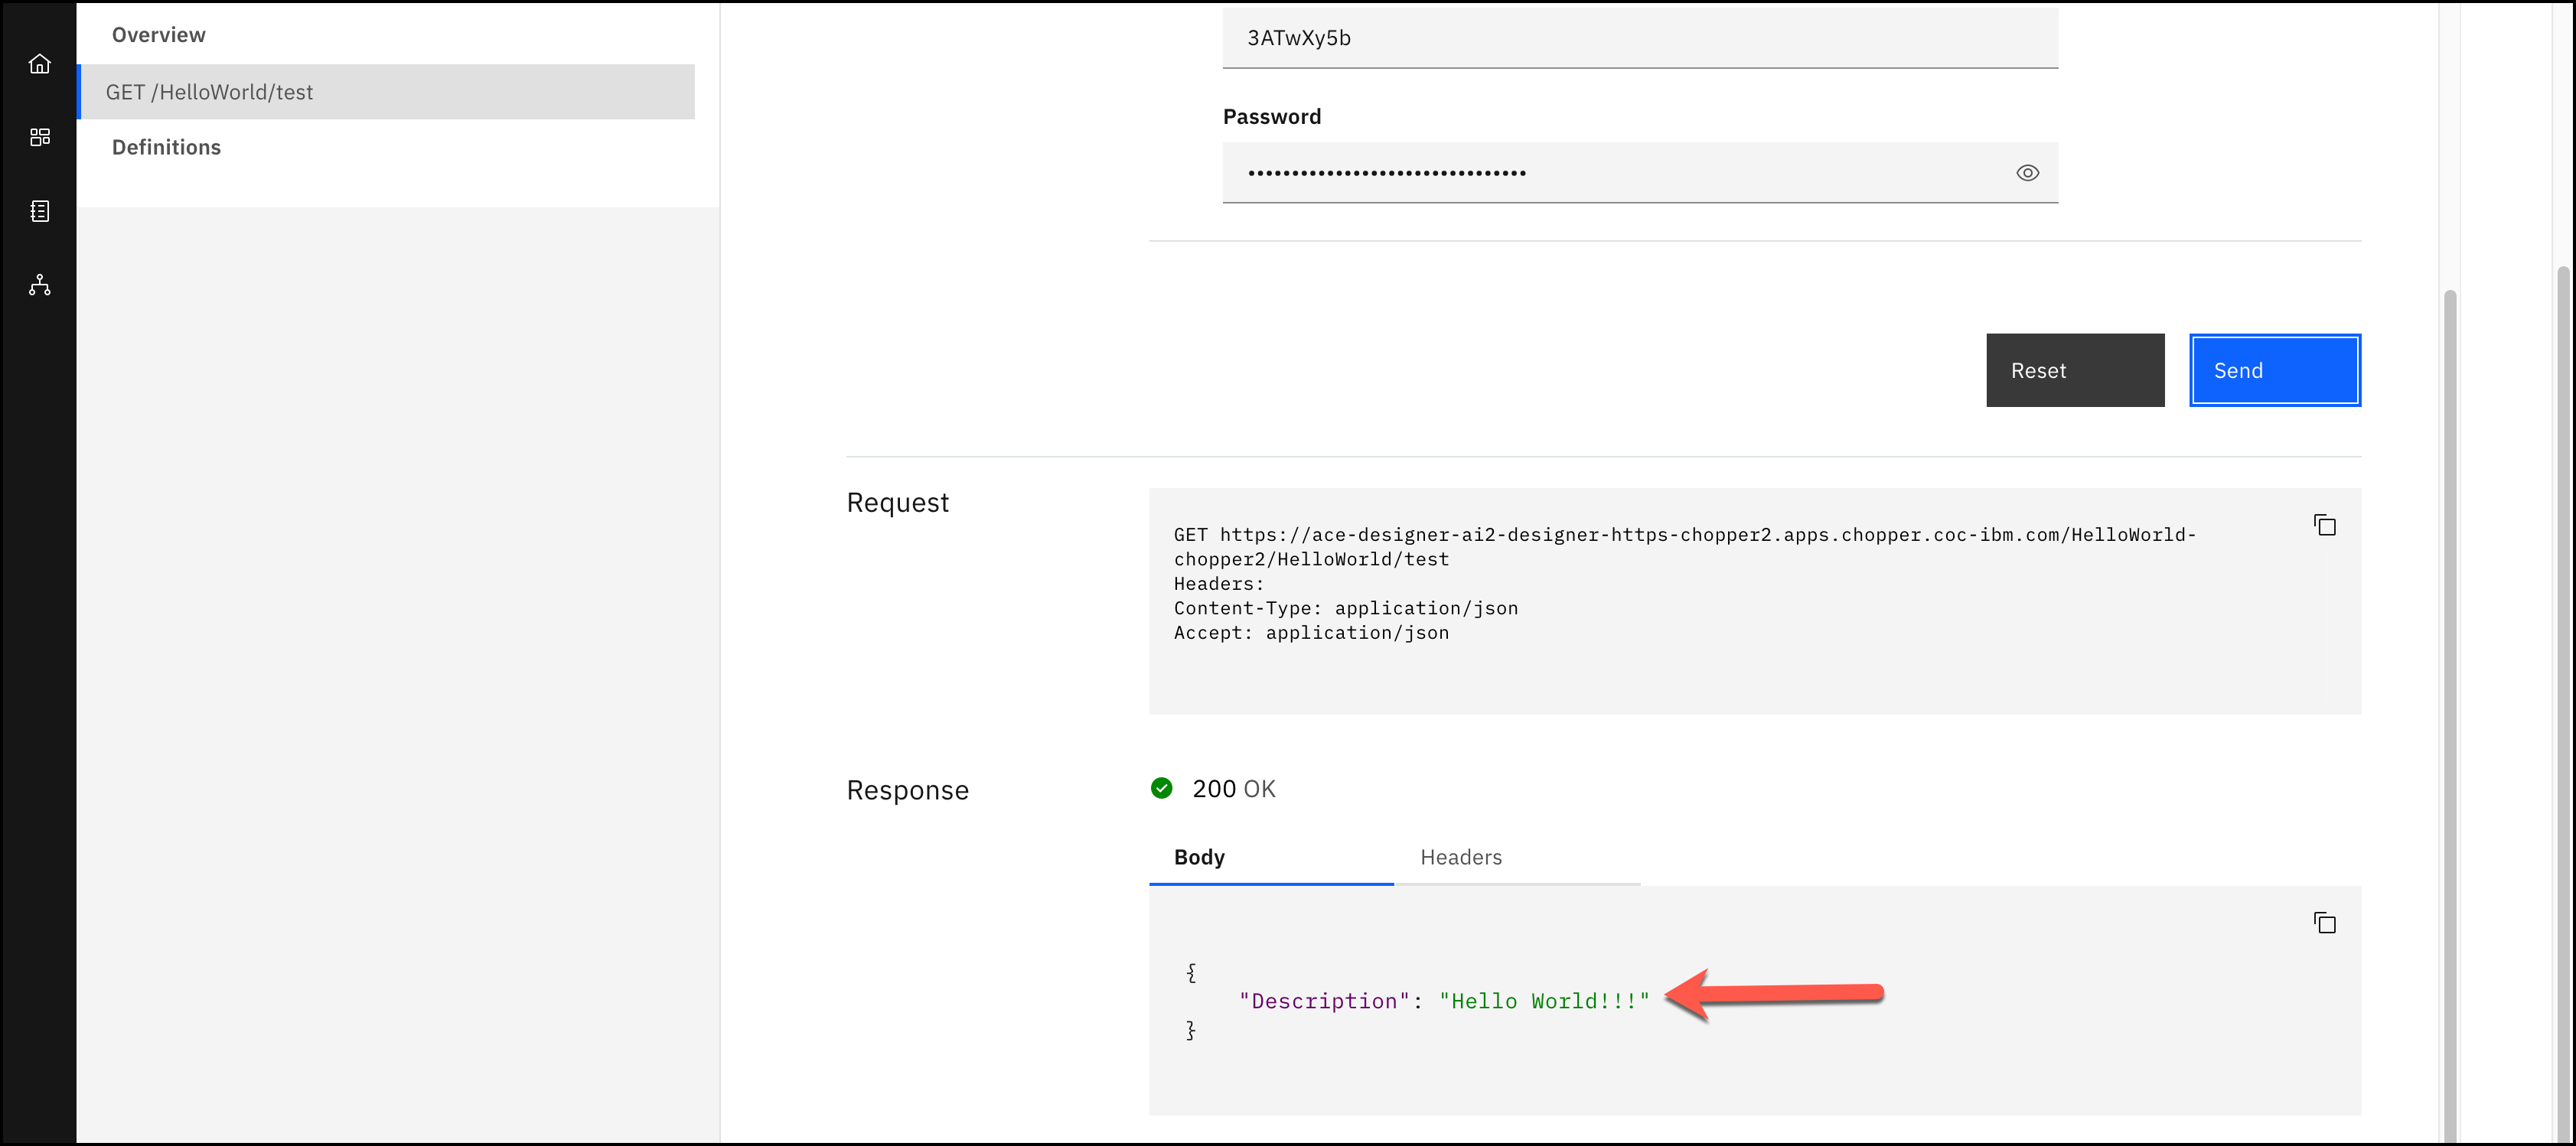 Overview
GET /HelloWorld/test
Definitions
3ATwXy5b
Password
••••••••••••••••••••••••••••••••
Reset
Send
Request
GET https://ace-designer-ai2-designer-https-chopper2.apps.chopper.coc-ibm.com/HelloWorld-
chopper2/HelloWorld/test
Headers:
Content-Type: application/json
Accept: application/json
Response
200 OK
Body
Headers
{
"Description": "Hello World!!!"
}